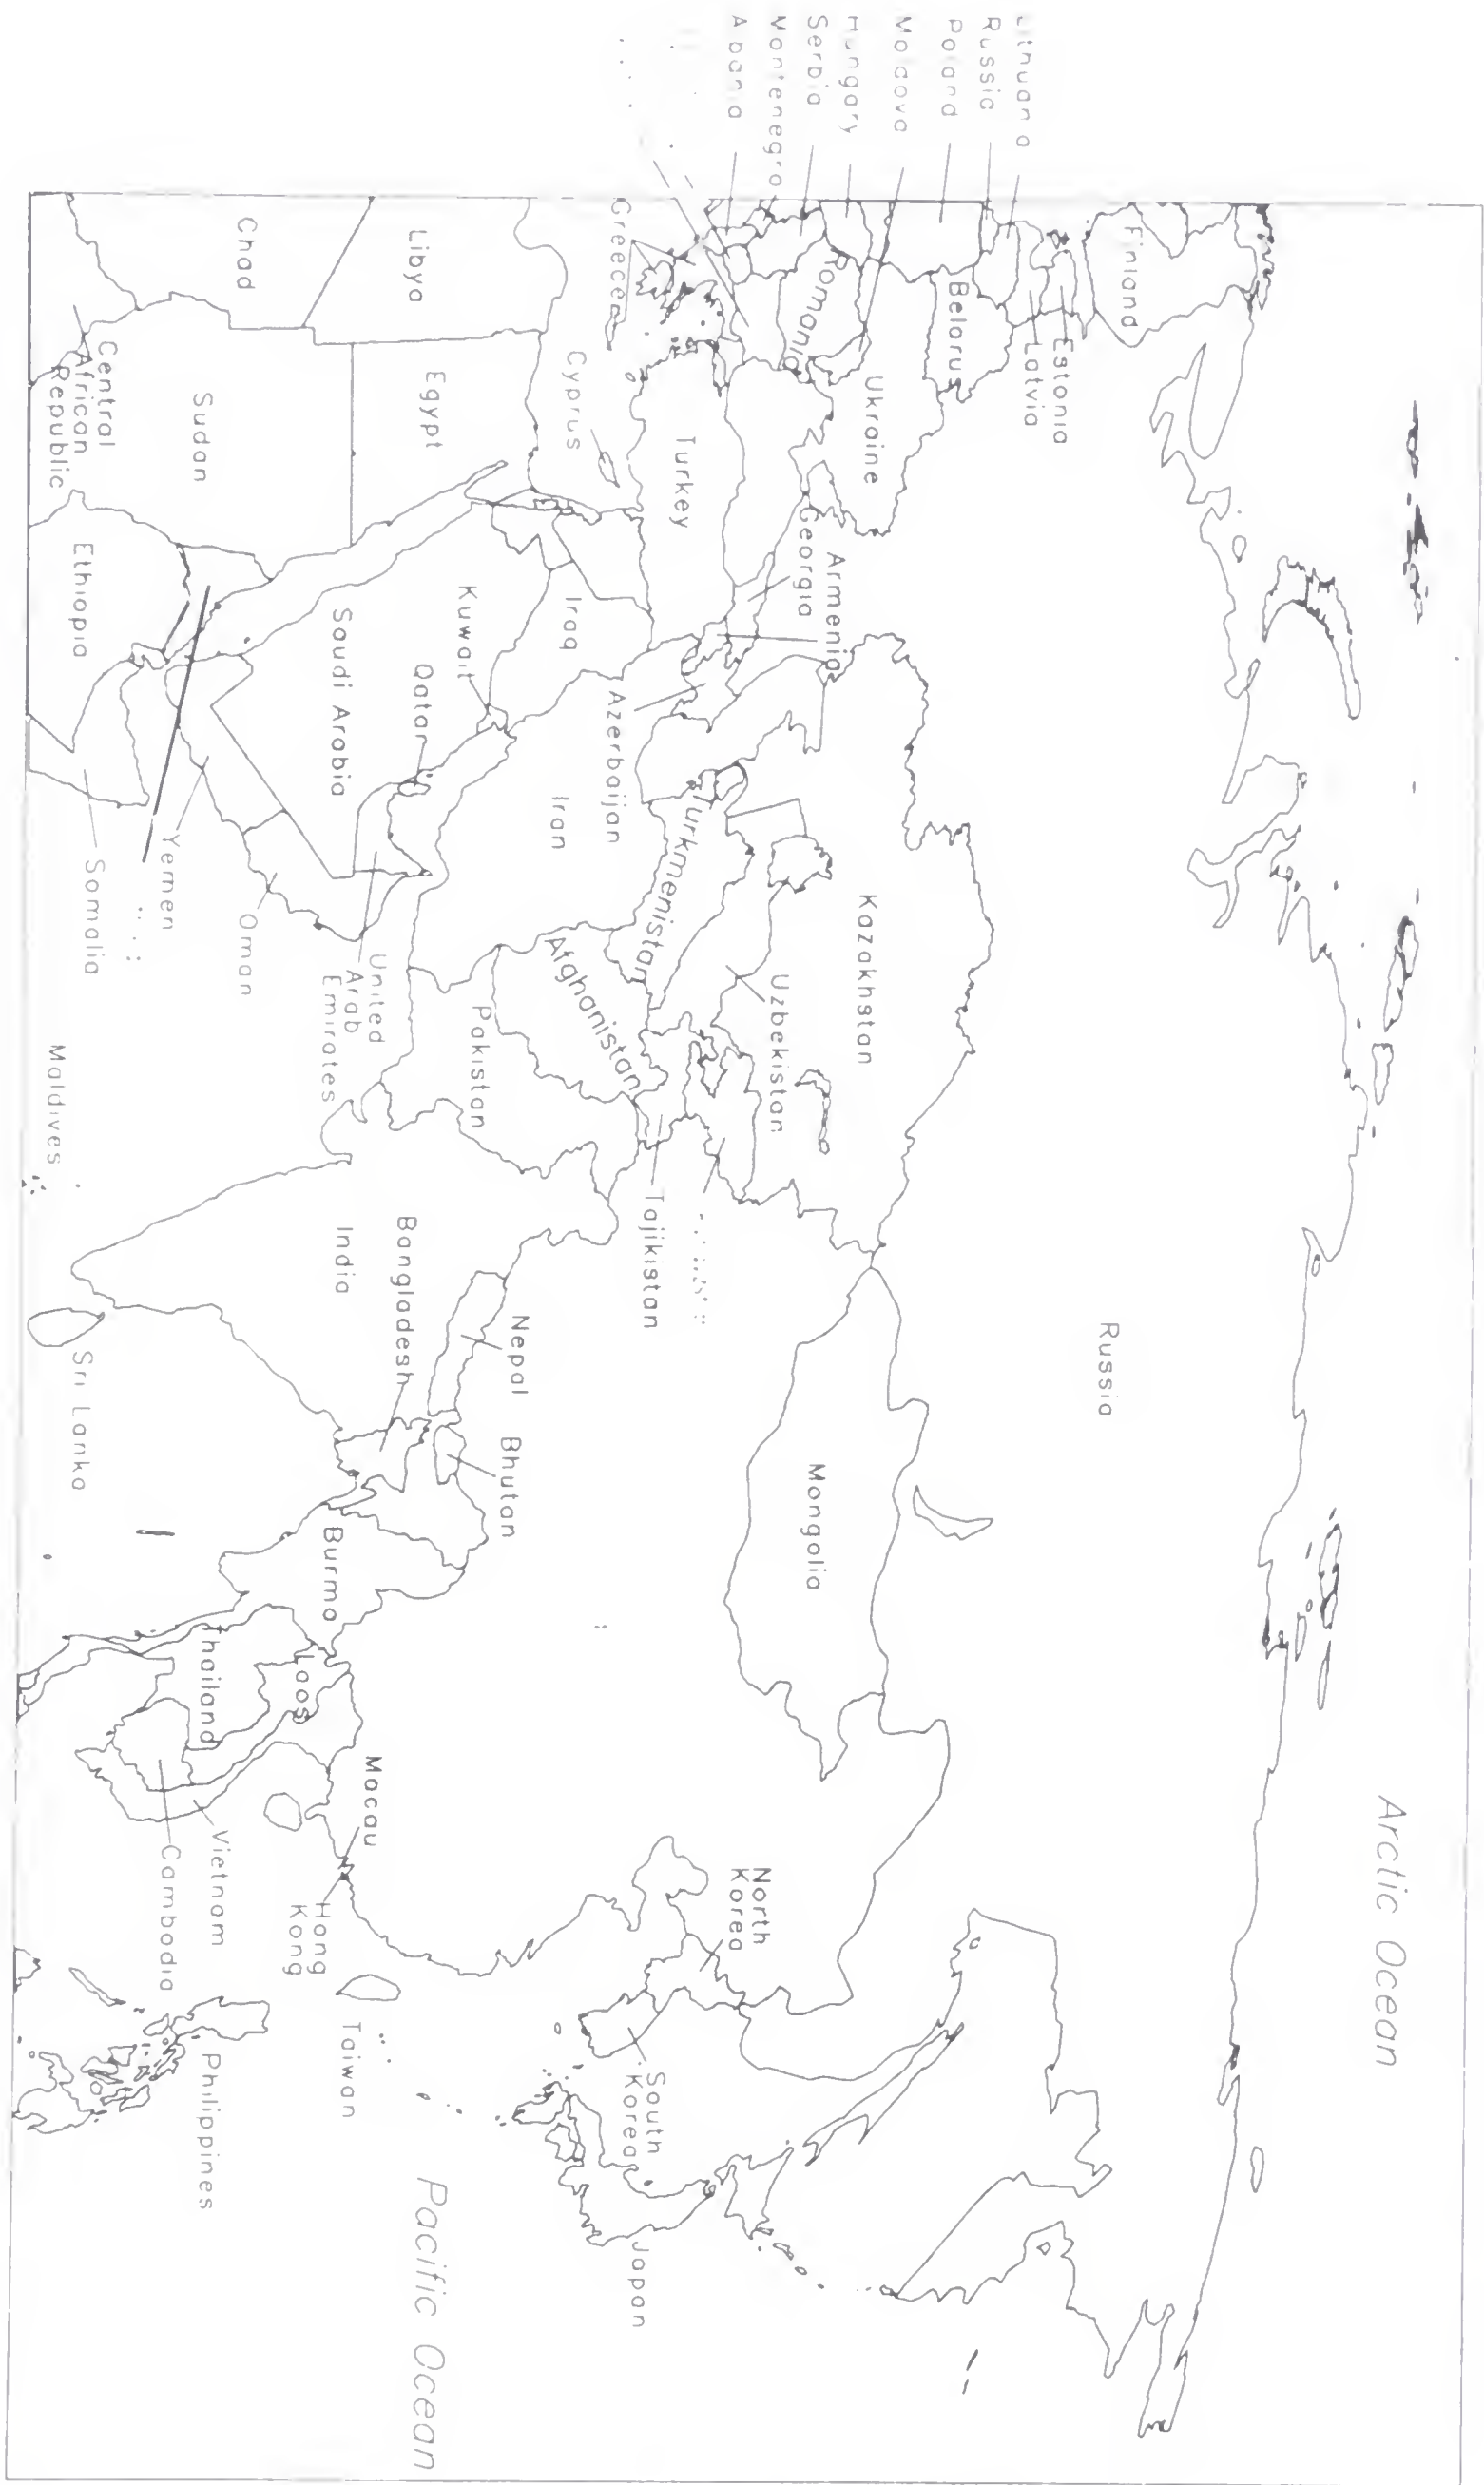 Arctic Ocean
Finland
Estonia
Latvia
Russia
Poland
Moldova
Hungary
Serbia
Montenegro
Belarus
Ukraine
Romania
Greece
Turkey
Cyprus
Georgia
Armenia
Azerbaijan
Russia
Kazakhstan
Uzbekistan
Turkmenistan
Tajikistan
Afghanistan
Mongolia
North
Korea
South
Korea
Japan
Libya
Egypt
Chad
Sudan
Central
African
Republic
Ethiopia
Somalia
Iraq
Iran
Kuwait
Qatar
Saudi Arabia
Yemen
Oman
United
Arab
Emirates
Pakistan
India
Nepal
Bhutan
Bangladesh
Maldives
Sri Lanka
Burma
Laos
Thailand
Vietnam
Cambodia
Macau
Hong
Kong
Taiwan
Philippines
Pacific Ocean